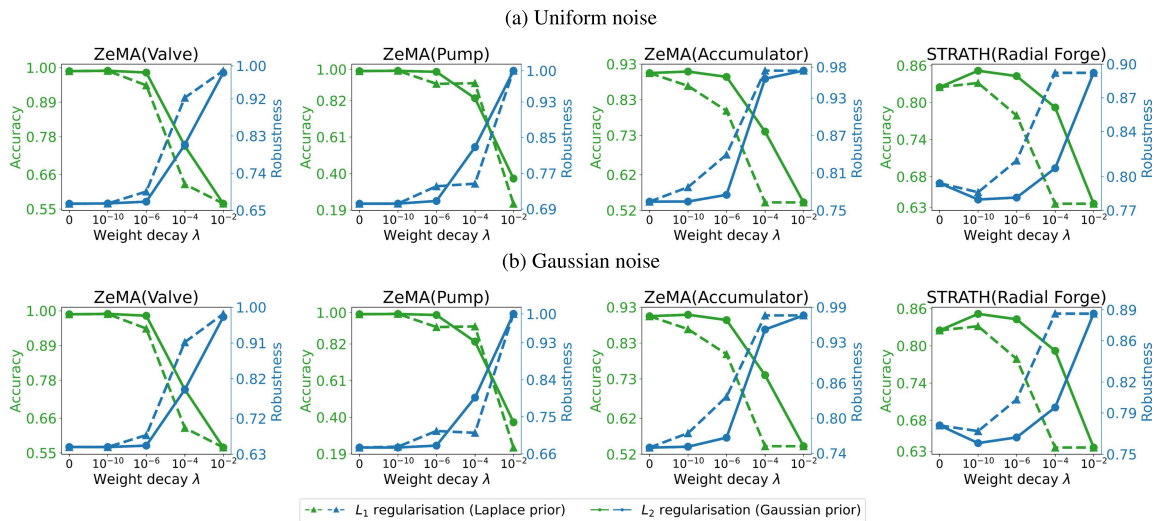 (a) Uniform noise
ZeMA(Valve) ZeMA(Pump) ZeMA(Accumulator) STRATH(Radial Forge)
1.00 1.00 1.00 1.00 0.93 0.98 0.86 0.90
0.89 0.92 0.82 0.93 0.83 0.93 0.80 0.87
0.78 0.83 0.61 0.85 0.73 0.87 0.74 0.84
0.66 0.74 0.40 0.77 0.62 0.81 0.68 0.80
0.55 0.65 0.19 0.69 0.52 0.75 0.63 0.77
Accuracy Robustness Accuracy Robustness Accuracy Robustness Accuracy Robustness
0 10⁻¹⁰ 10⁻⁶ 10⁻⁴ 10⁻² 0 10⁻¹⁰ 10⁻⁶ 10⁻⁴ 10⁻² 0 10⁻¹⁰ 10⁻⁶ 10⁻⁴ 10⁻² 0 10⁻¹⁰ 10⁻⁶ 10⁻⁴ 10⁻²
Weight decay λ Weight decay λ Weight decay λ Weight decay λ
(b) Gaussian noise
ZeMA(Valve) ZeMA(Pump) ZeMA(Accumulator) STRATH(Radial Forge)
1.00 1.00 1.00 1.00 0.93 0.99 0.86 0.89
0.89 0.91 0.82 0.93 0.83 0.93 0.80 0.86
0.78 0.82 0.61 0.84 0.73 0.86 0.74 0.82
0.66 0.72 0.40 0.75 0.62 0.80 0.68 0.79
0.55 0.63 0.19 0.66 0.52 0.74 0.63 0.75
Accuracy Robustness Accuracy Robustness Accuracy Robustness Accuracy Robustness
0 10⁻¹⁰ 10⁻⁶ 10⁻⁴ 10⁻² 0 10⁻¹⁰ 10⁻⁶ 10⁻⁴ 10⁻² 0 10⁻¹⁰ 10⁻⁶ 10⁻⁴ 10⁻² 0 10⁻¹⁰ 10⁻⁶ 10⁻⁴ 10⁻²
Weight decay λ Weight decay λ Weight decay λ Weight decay λ
L₁ regularisation (Laplace prior) L₂ regularisation (Gaussian prior)